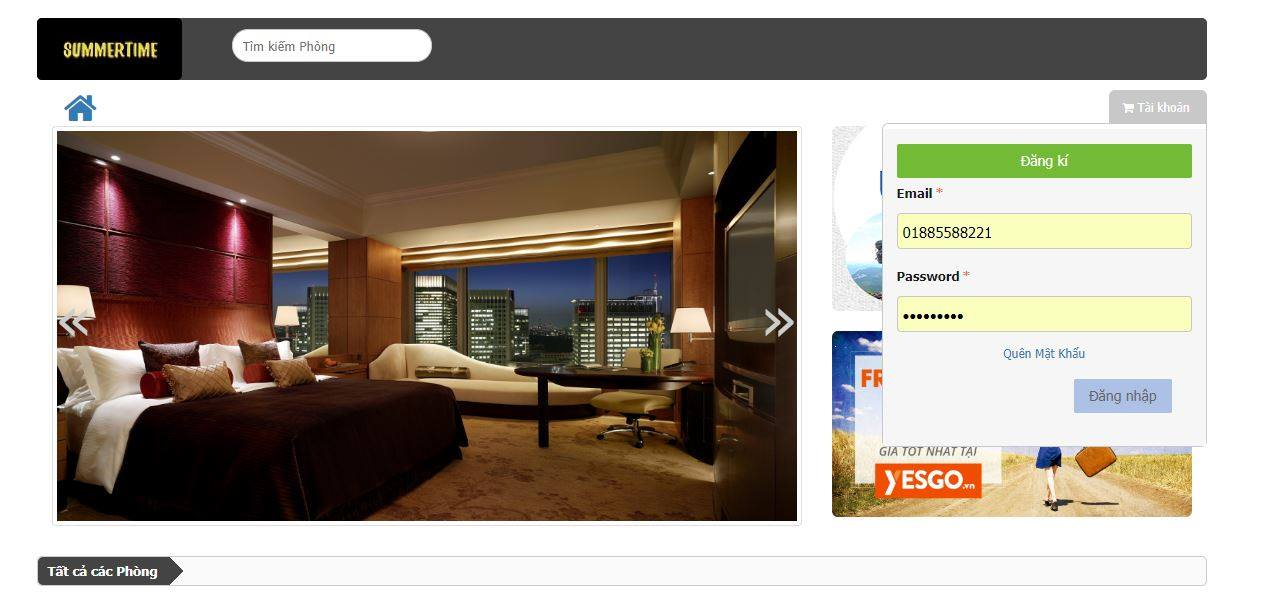 SUMMERTIME
Tìm kiếm Phòng
Tài khoản
Đăng kí
Email *
01885588221
Password *
•••••••••
Quên Mật Khẩu
Đăng nhập
GIÁ TỐT NHẤT TẠI
YESGO.vn
Tất cả các Phòng